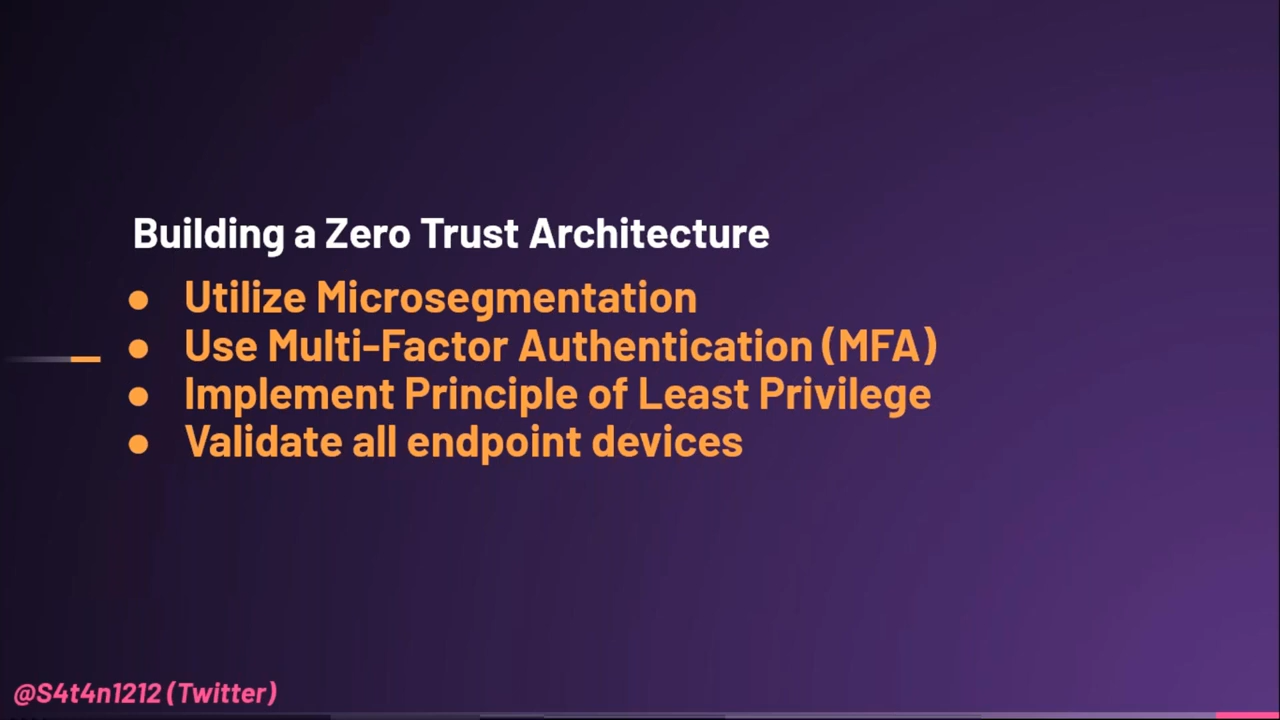 Building a Zero Trust Architecture
● Utilize Microsegmentation
● Use Multi-Factor Authentication (MFA)
● Implement Principle of Least Privilege
● Validate all endpoint devices
@S4t4n1212 (Twitter)